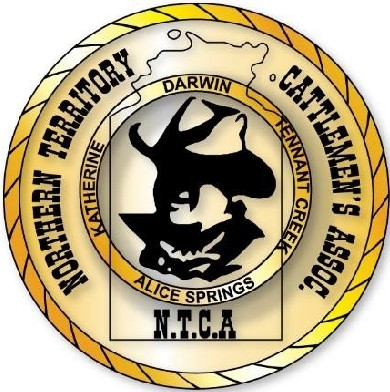 NORTHERN TERRITORY
CATTLEMEN'S ASSOC.
DARWIN
KATHERINE
TENNANT CREEK
ALICE SPRINGS
N.T.C.A